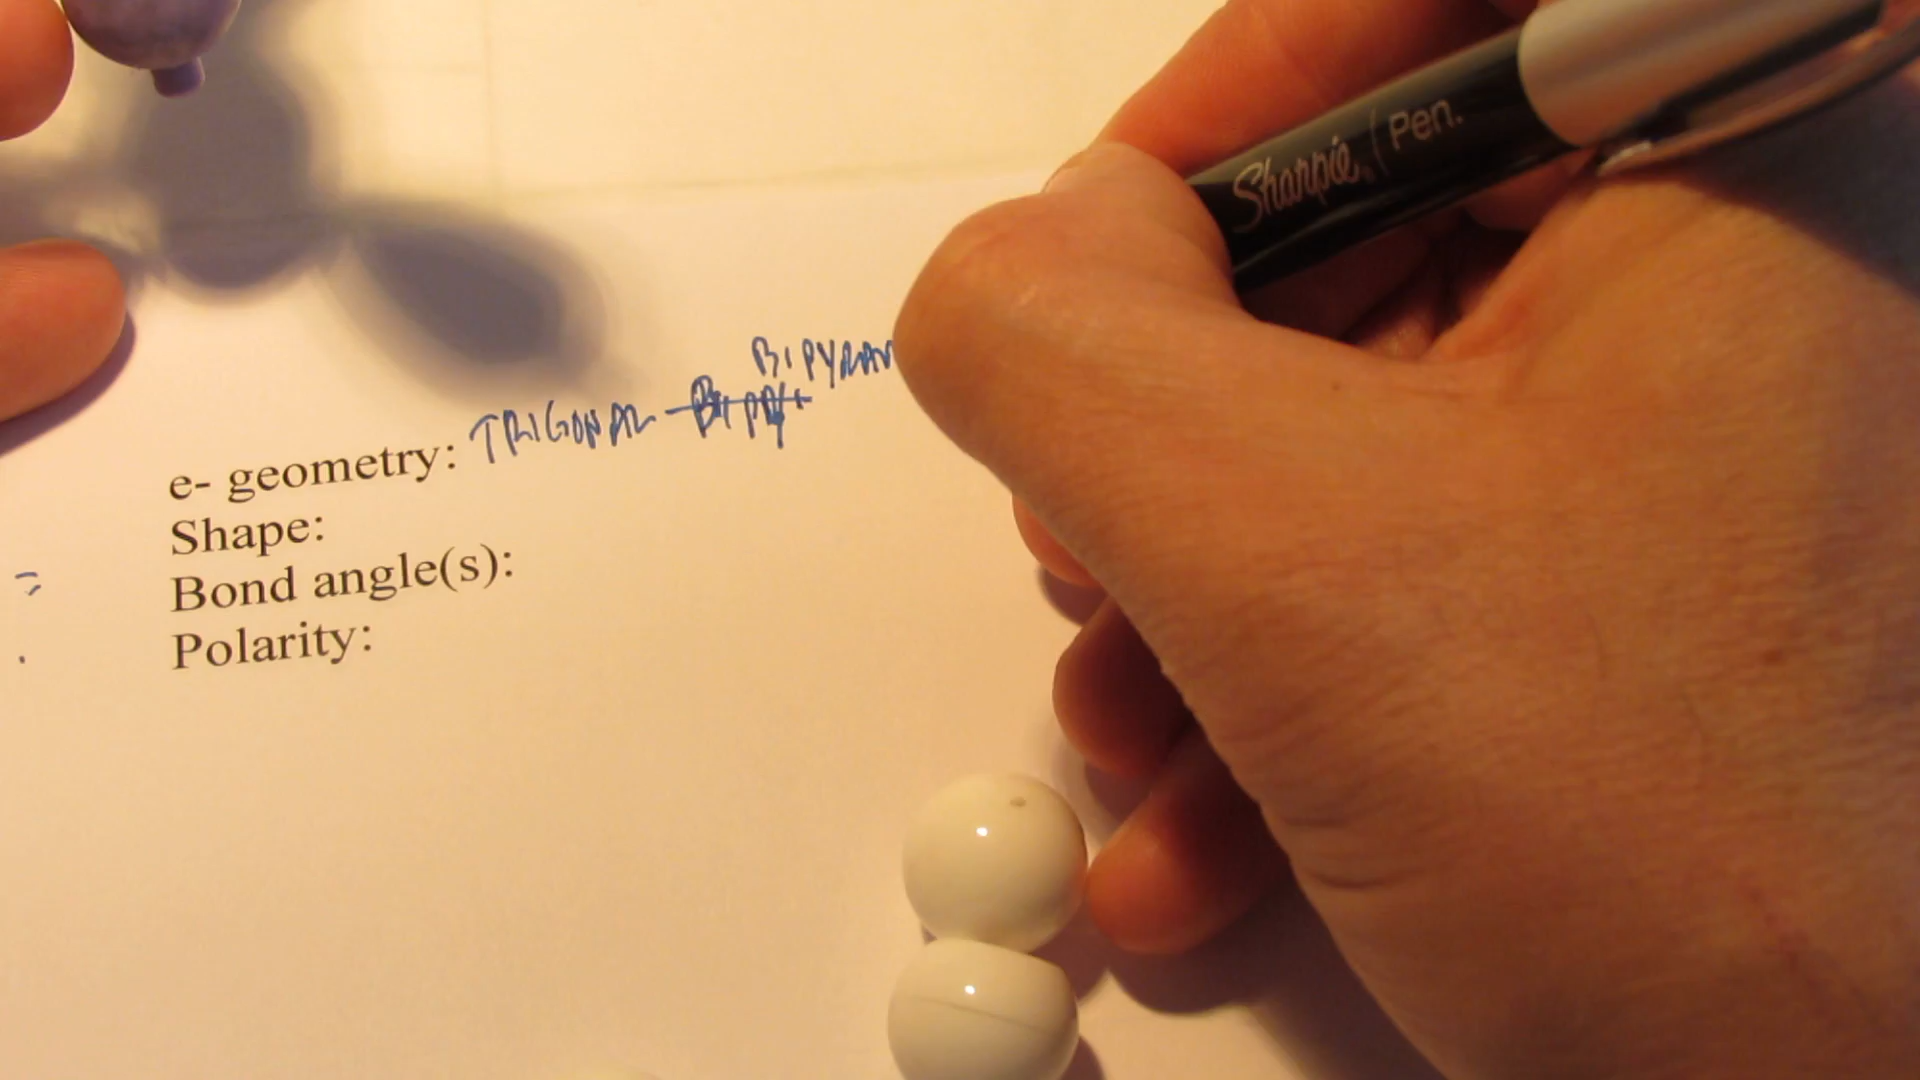 Sharpie. | Pen.
BIPYRAM
e- geometry: TRIGONAL
Shape:
Bond angle(s):
Polarity: